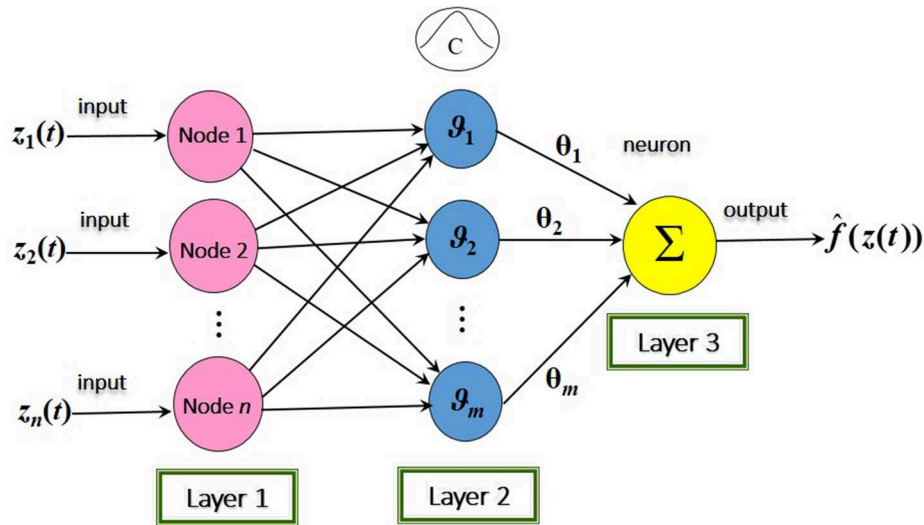 C
input
z₁(t)
Node 1
ϑ₁
θ₁
neuron
input
z₂(t)
Node 2
ϑ₂
θ₂
Σ
output
f̂(z(t))
⋮
⋮
Layer 3
input
zₙ(t)
Node n
ϑₘ
θₘ
Layer 1
Layer 2